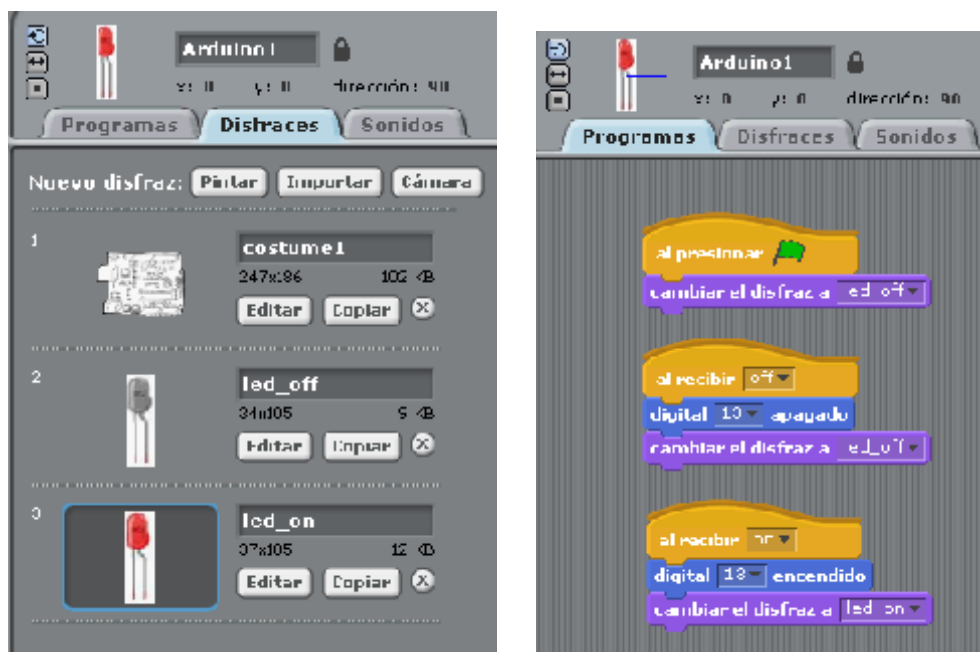 Arduino1
x: 0 y: 0 dirección: 90
Programas Disfraces Sonidos
Nuevo disfraz: Pintar Importar Cámara
1
costume1
247x186 102 KB
Editar Copiar
2
led_off
34x105 9 KB
Editar Copiar
3
led_on
37x105 12 KB
Editar Copiar
Arduino1
x: 0 y: 0 dirección: 90
Programas Disfraces Sonidos
al presionar
cambiar el disfraz a led_off
al recibir off
digital 13 apagado
cambiar el disfraz a led_off
al recibir on
digital 13 encendido
cambiar el disfraz a led_on